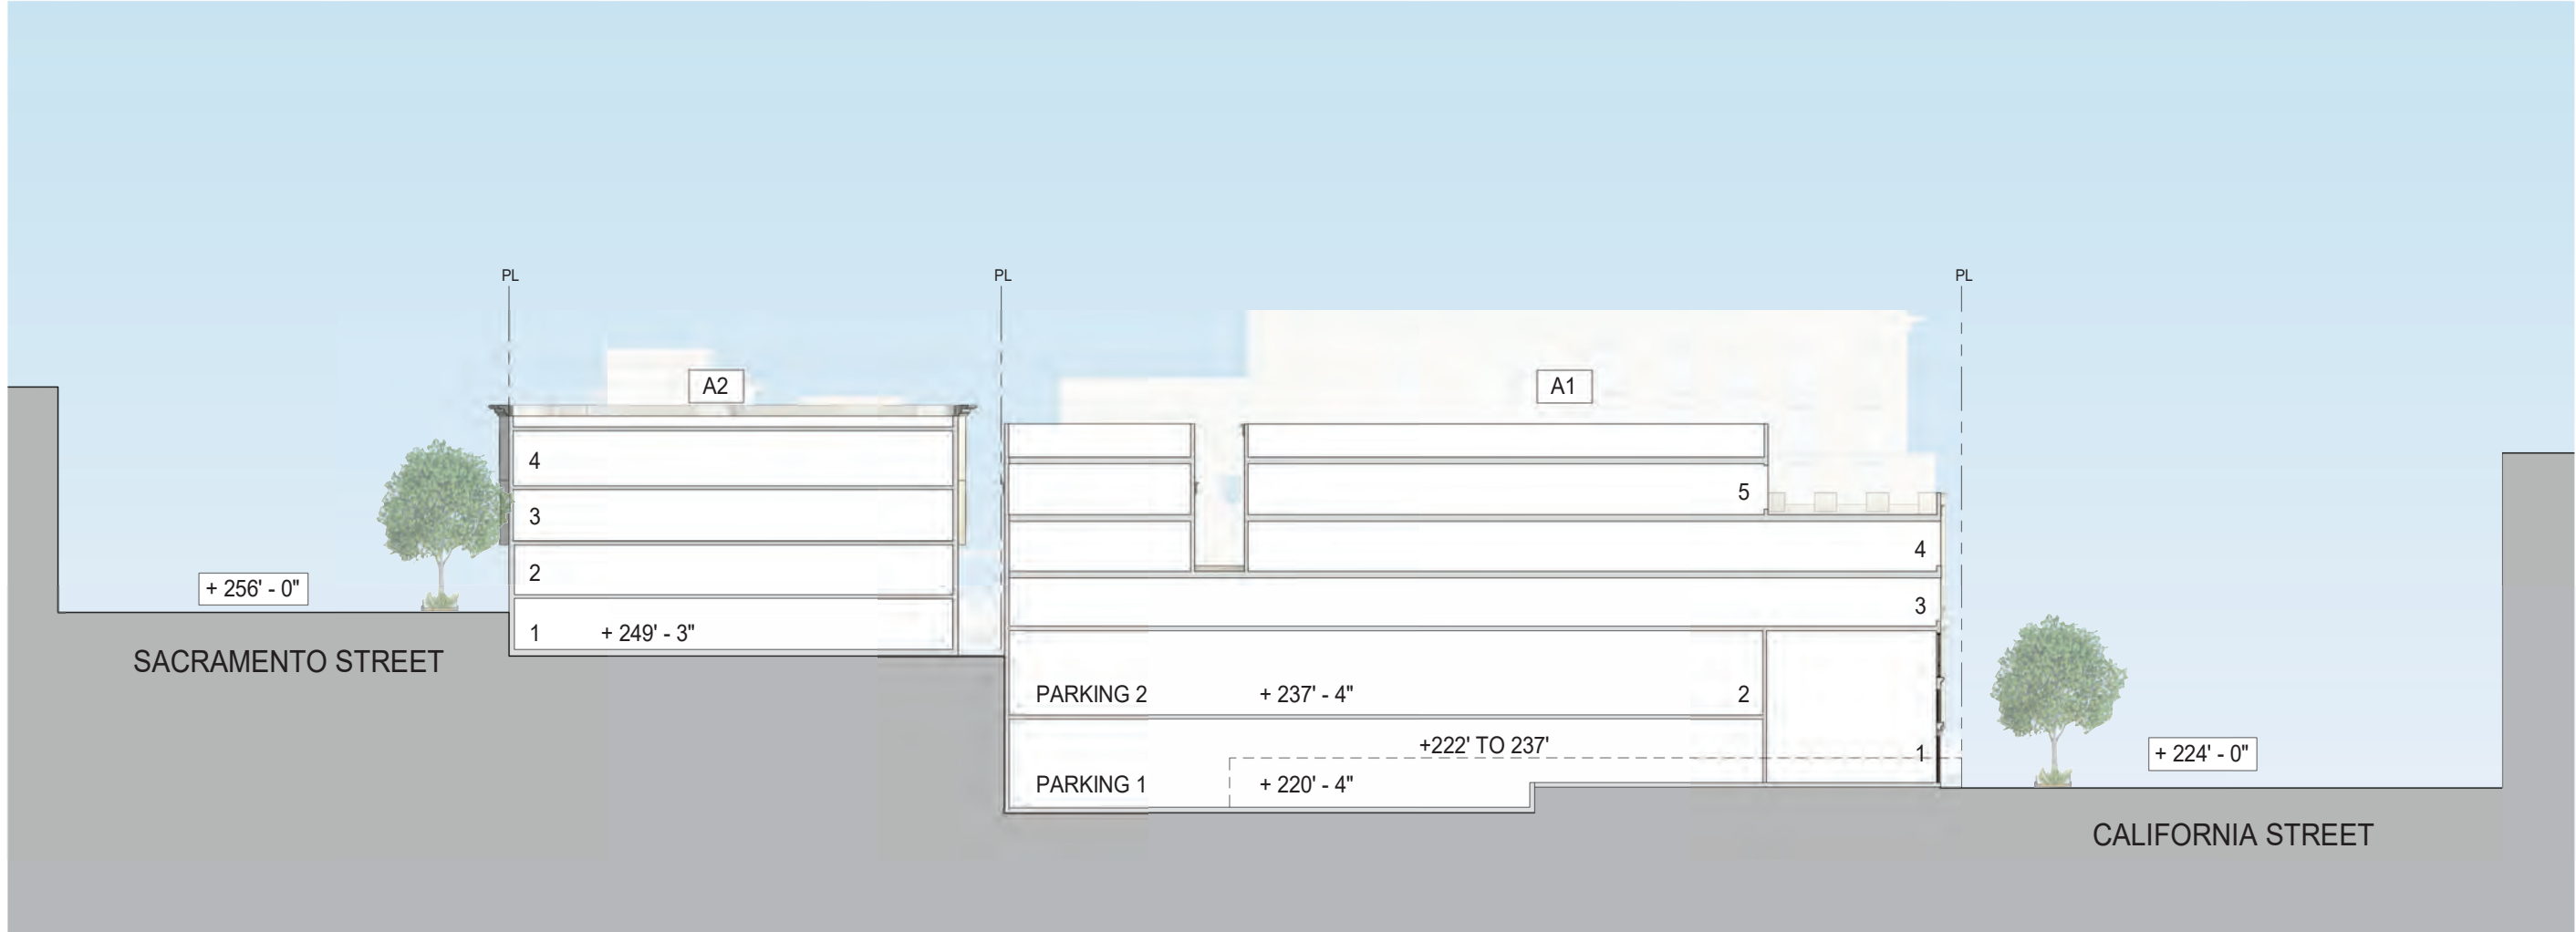 PL
PL
PL
A2
A1
4
3
2
1 + 249' - 3"
5
4
3
PARKING 2 + 237' - 4" 2
+222' TO 237'
PARKING 1 + 220' - 4" 1
+ 256' - 0"
SACRAMENTO STREET
+ 224' - 0"
CALIFORNIA STREET